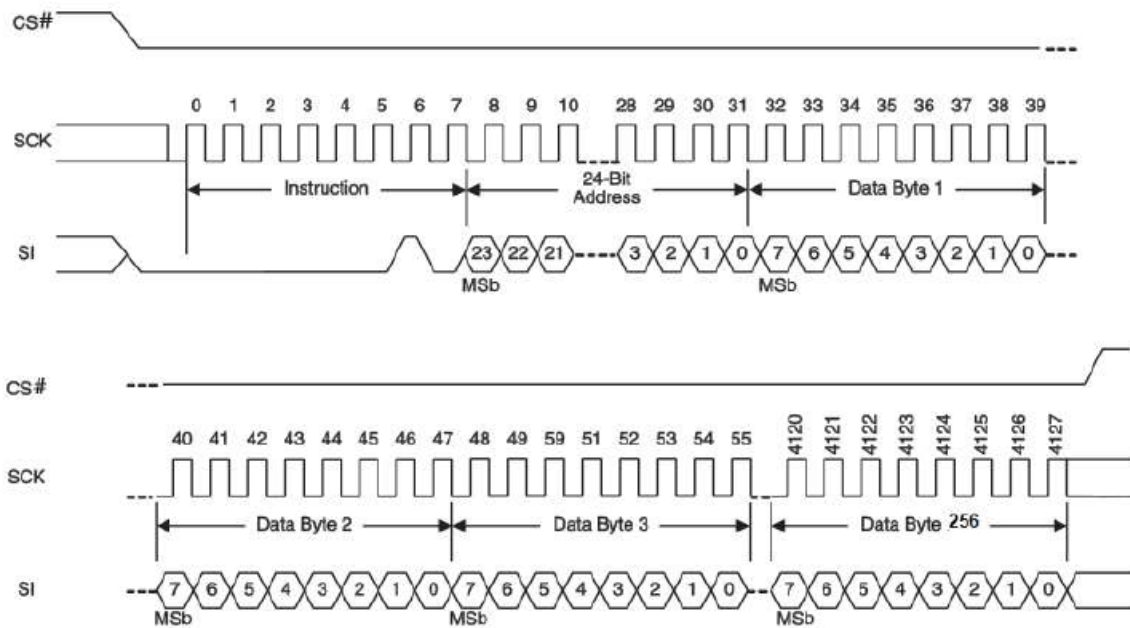 CS#
0 1 2 3 4 5 6 7 8 9 10 28 29 30 31 32 33 34 35 36 37 38 39
SCK
Instruction 24-Bit Address Data Byte 1
SI 23 22 21 3 2 1 0 7 6 5 4 3 2 1 0
MSb MSb
CS#
40 41 42 43 44 45 46 47 48 49 59 51 52 53 54 55 4120 4121 4122 4123 4124 4125 4126 4127
SCK
Data Byte 2 Data Byte 3 Data Byte 256
SI 7 6 5 4 3 2 1 0 7 6 5 4 3 2 1 0 7 6 5 4 3 2 1 0
MSb MSb MSb